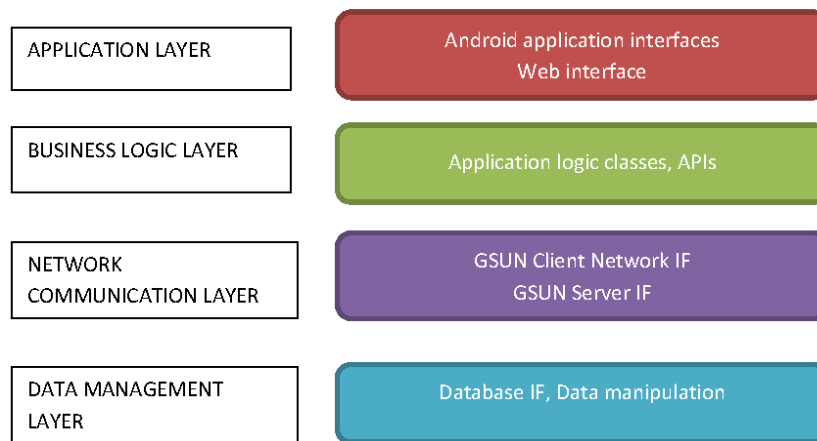 APPLICATION LAYER
Android application interfaces
Web interface
BUSINESS LOGIC LAYER
Application logic classes, APIs
NETWORK
COMMUNICATION LAYER
GSUN Client Network IF
GSUN Server IF
DATA MANAGEMENT
LAYER
Database IF, Data manipulation